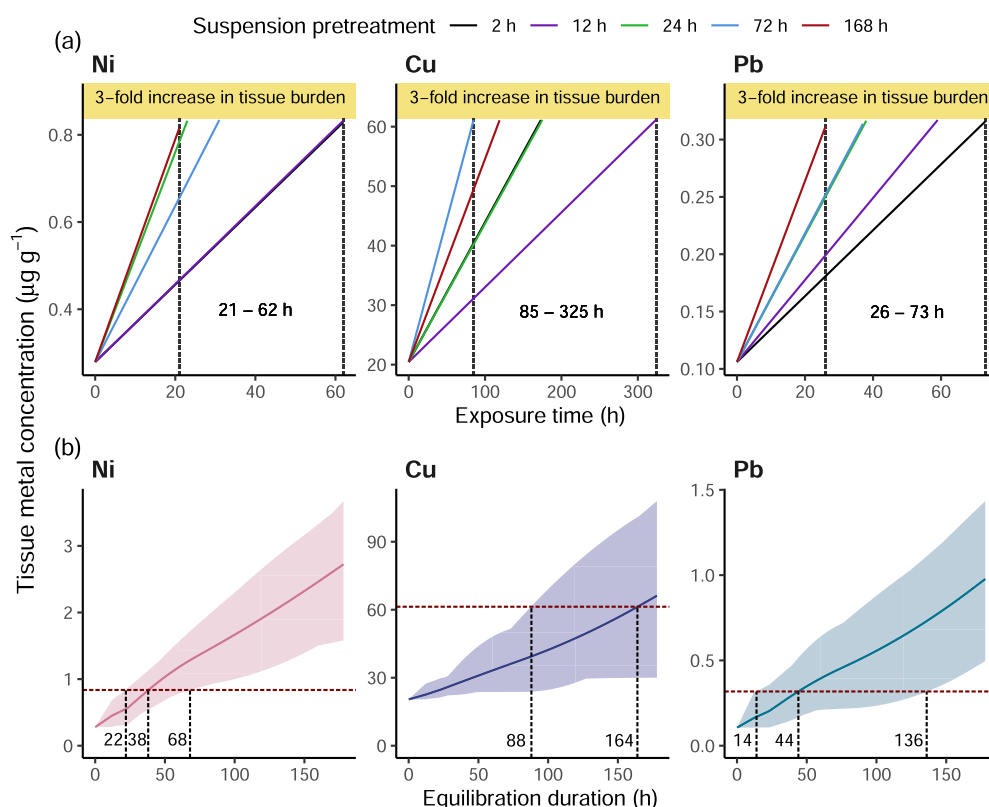 Suspension pretreatment 2 h 12 h 24 h 72 h 168 h
(a)
Ni Cu Pb
3−fold increase in tissue burden 3−fold increase in tissue burden 3−fold increase in tissue burden
0.8
0.6
0.4
21 – 62 h
0 20 40 60
60
50
40
30
20
85 – 325 h
0 100 200 300
0.30
0.25
0.20
0.15
0.10
26 – 73 h
0 20 40 60
Exposure time (h)
Tissue metal concentration (µg g⁻¹)
(b)
Ni Cu Pb
3
2
1
0
22 38 68
0 50 100 150
90
60
30
0
88 164
0 50 100 150
1.5
1.0
0.5
0.0
14 44 136
0 50 100 150
Equilibration duration (h)